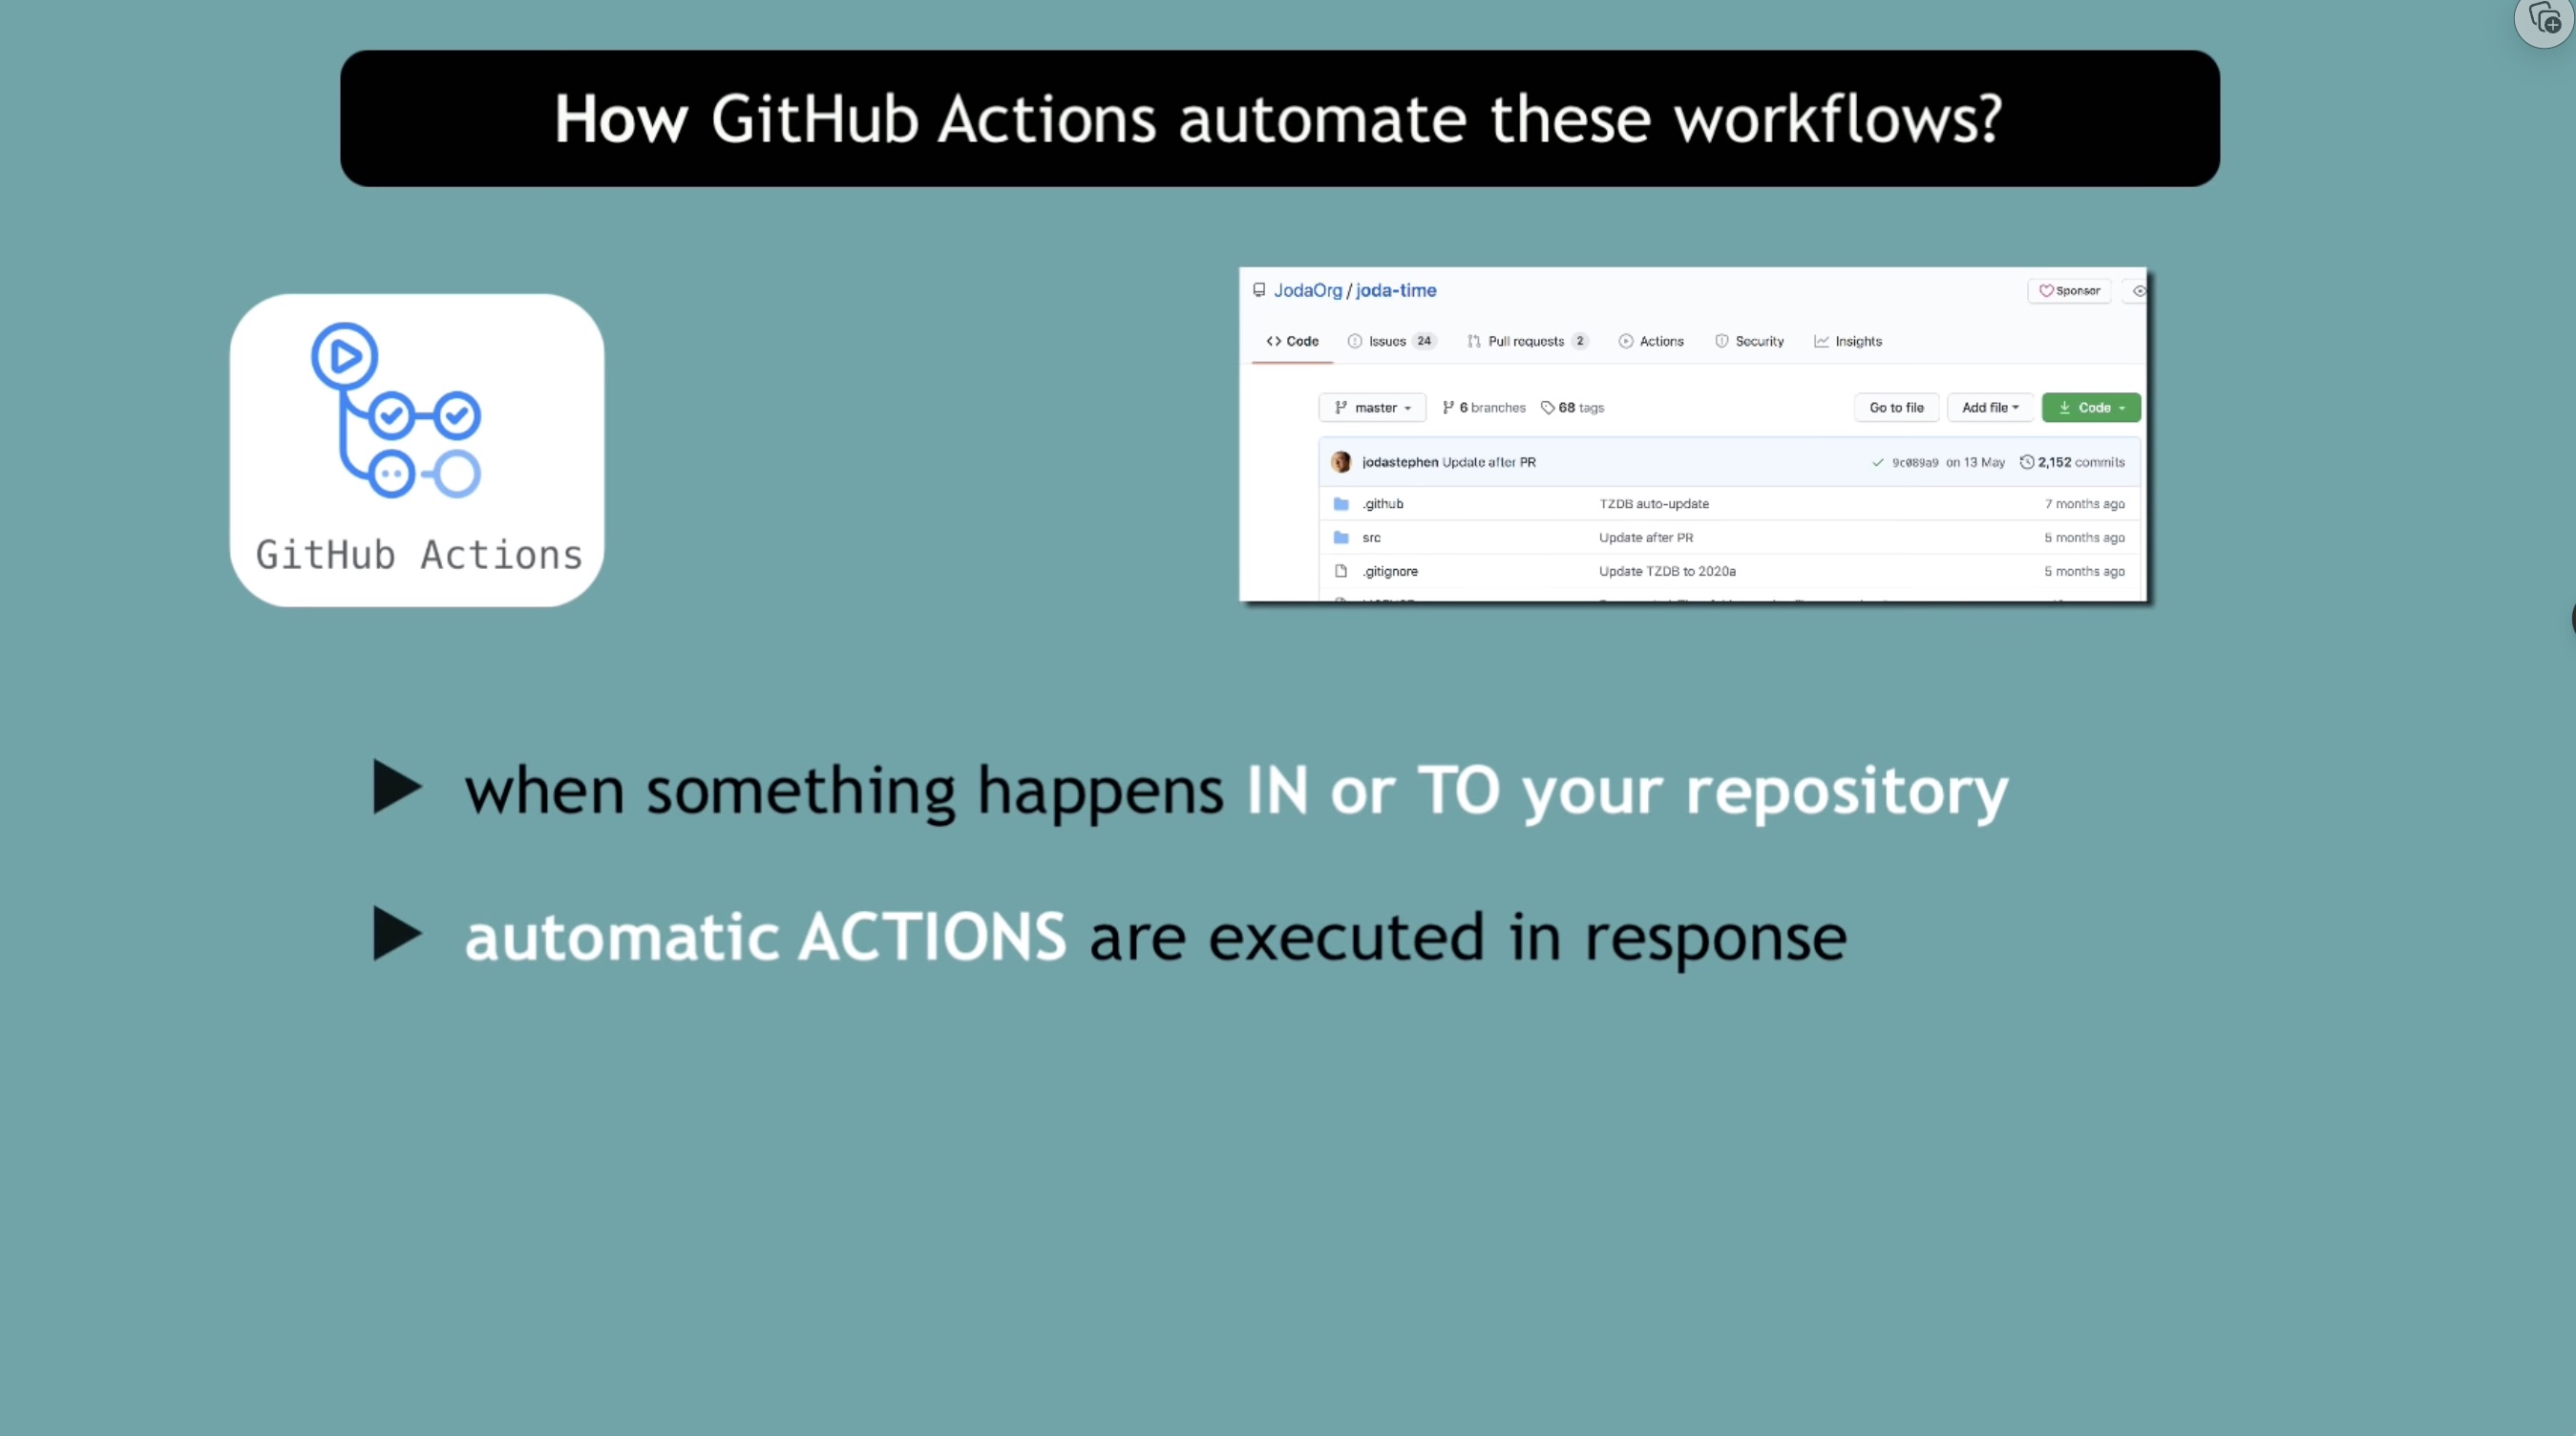 How GitHub Actions automate these workflows?
GitHub Actions
JodaOrg / joda-time
Sponsor
Code Issues 24 Pull requests 2 Actions Security Insights
master 6 branches 68 tags Go to file Add file Code
jodastephen Update after PR 9c089a9 on 13 May 2,152 commits
.github TZDB auto-update 7 months ago
src Update after PR 5 months ago
.gitignore Update TZDB to 2020a 5 months ago
when something happens IN or TO your repository
automatic ACTIONS are executed in response